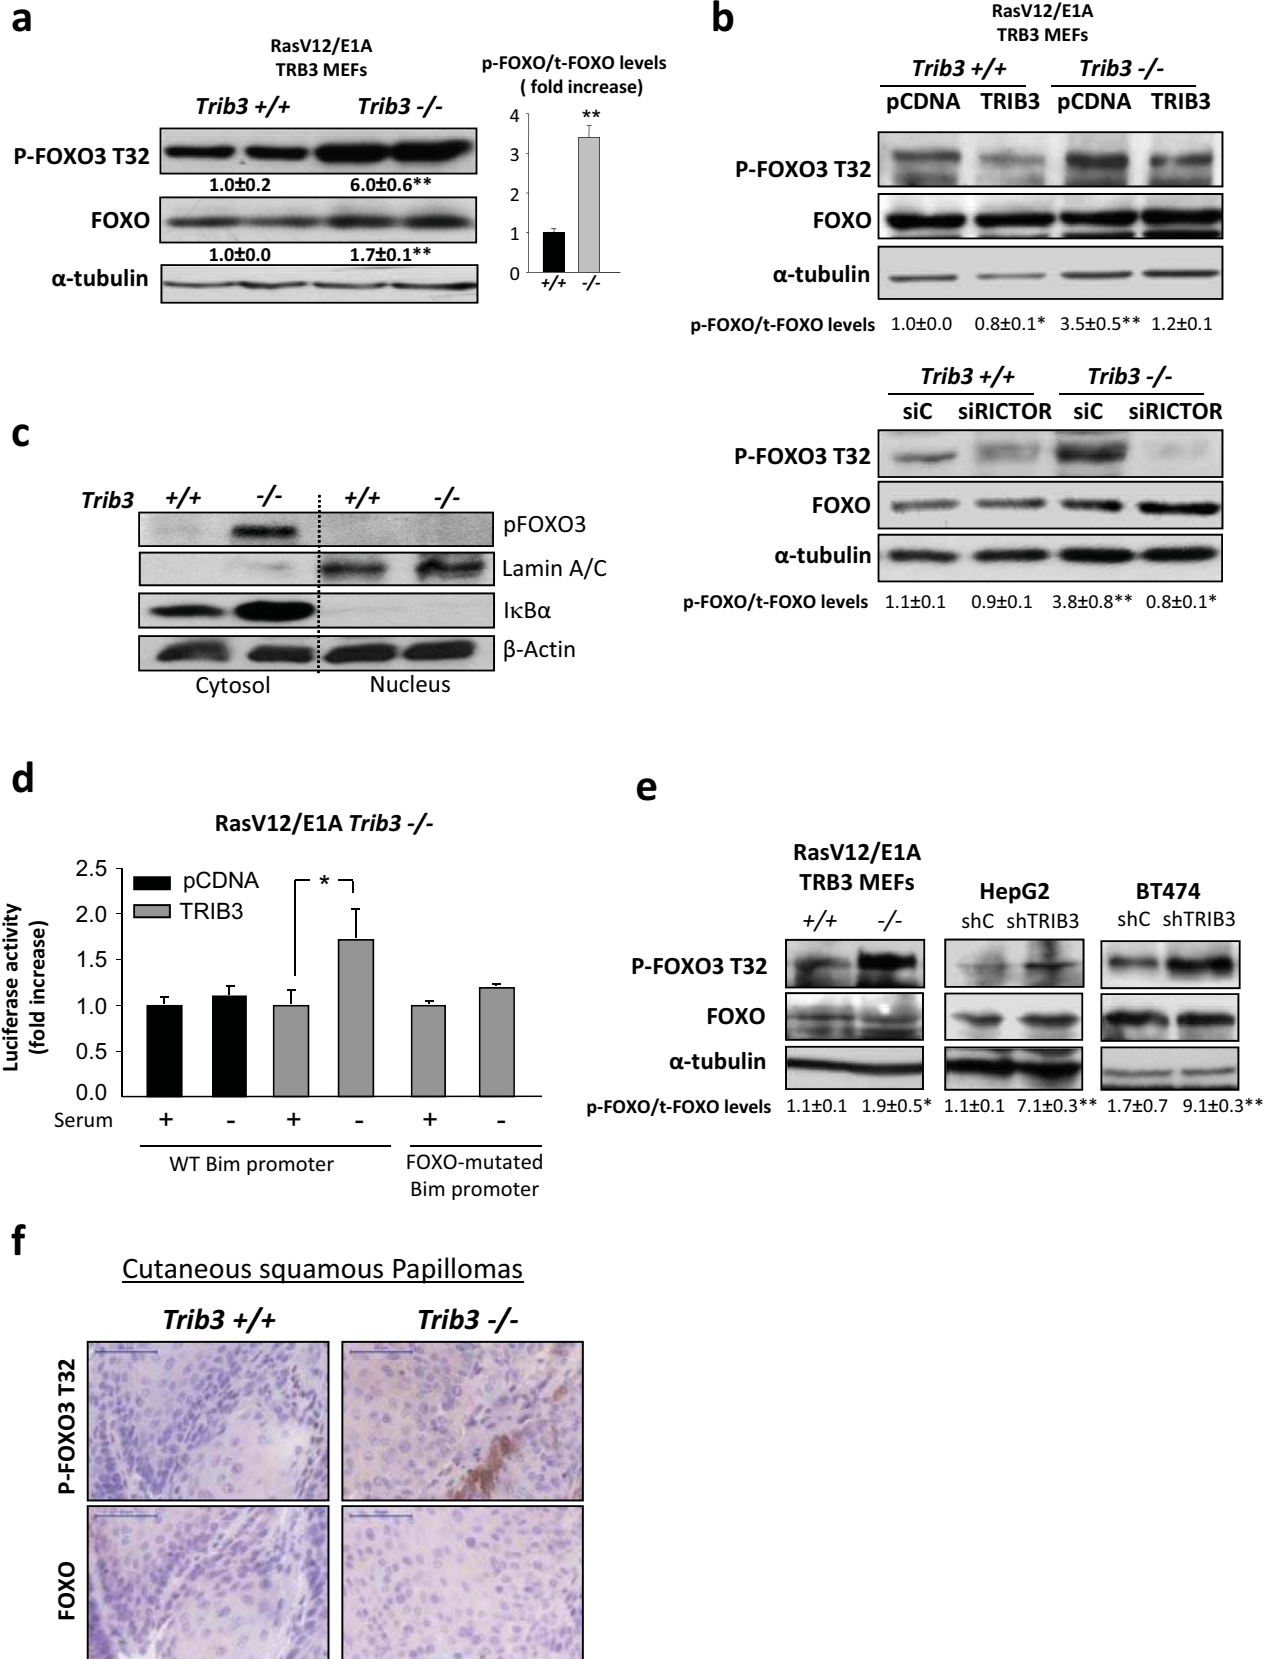 a
RasV12/E1A
TRB3 MEFs
Trib3 +/+ Trib3 -/-
P-FOXO3 T32
1.0±0.2 6.0±0.6**
FOXO
1.0±0.0 1.7±0.1**
α-tubulin
p-FOXO/t-FOXO levels
( fold increase)
4
3
2
1
0
**
+/+ -/-
b
RasV12/E1A
TRB3 MEFs
Trib3 +/+ Trib3 -/-
pCDNA TRIB3 pCDNA TRIB3
P-FOXO3 T32
FOXO
α-tubulin
p-FOXO/t-FOXO levels 1.0±0.0 0.8±0.1* 3.5±0.5** 1.2±0.1
Trib3 +/+ Trib3 -/-
siC siRICTOR siC siRICTOR
P-FOXO3 T32
FOXO
α-tubulin
p-FOXO/t-FOXO levels 1.1±0.1 0.9±0.1 3.8±0.8** 0.8±0.1*
c
Trib3 +/+ -/- +/+ -/-
pFOXO3
Lamin A/C
IκBα
β-Actin
Cytosol Nucleus
d
RasV12/E1A Trib3 -/-
Luciferase activity
(fold increase)
2.5
2.0
1.5
1.0
0.5
0.0
pCDNA
TRIB3
*
Serum + - + - + -
WT Bim promoter
FOXO-mutated
Bim promoter
e
RasV12/E1A
TRB3 MEFs
HepG2 BT474
+/+ -/- shC shTRIB3 shC shTRIB3
P-FOXO3 T32
FOXO
α-tubulin
p-FOXO/t-FOXO levels 1.1±0.1 1.9±0.5* 1.1±0.1 7.1±0.3** 1.7±0.7 9.1±0.3**
f
Cutaneous squamous Papillomas
Trib3 +/+ Trib3 -/-
P-FOXO3 T32
FOXO